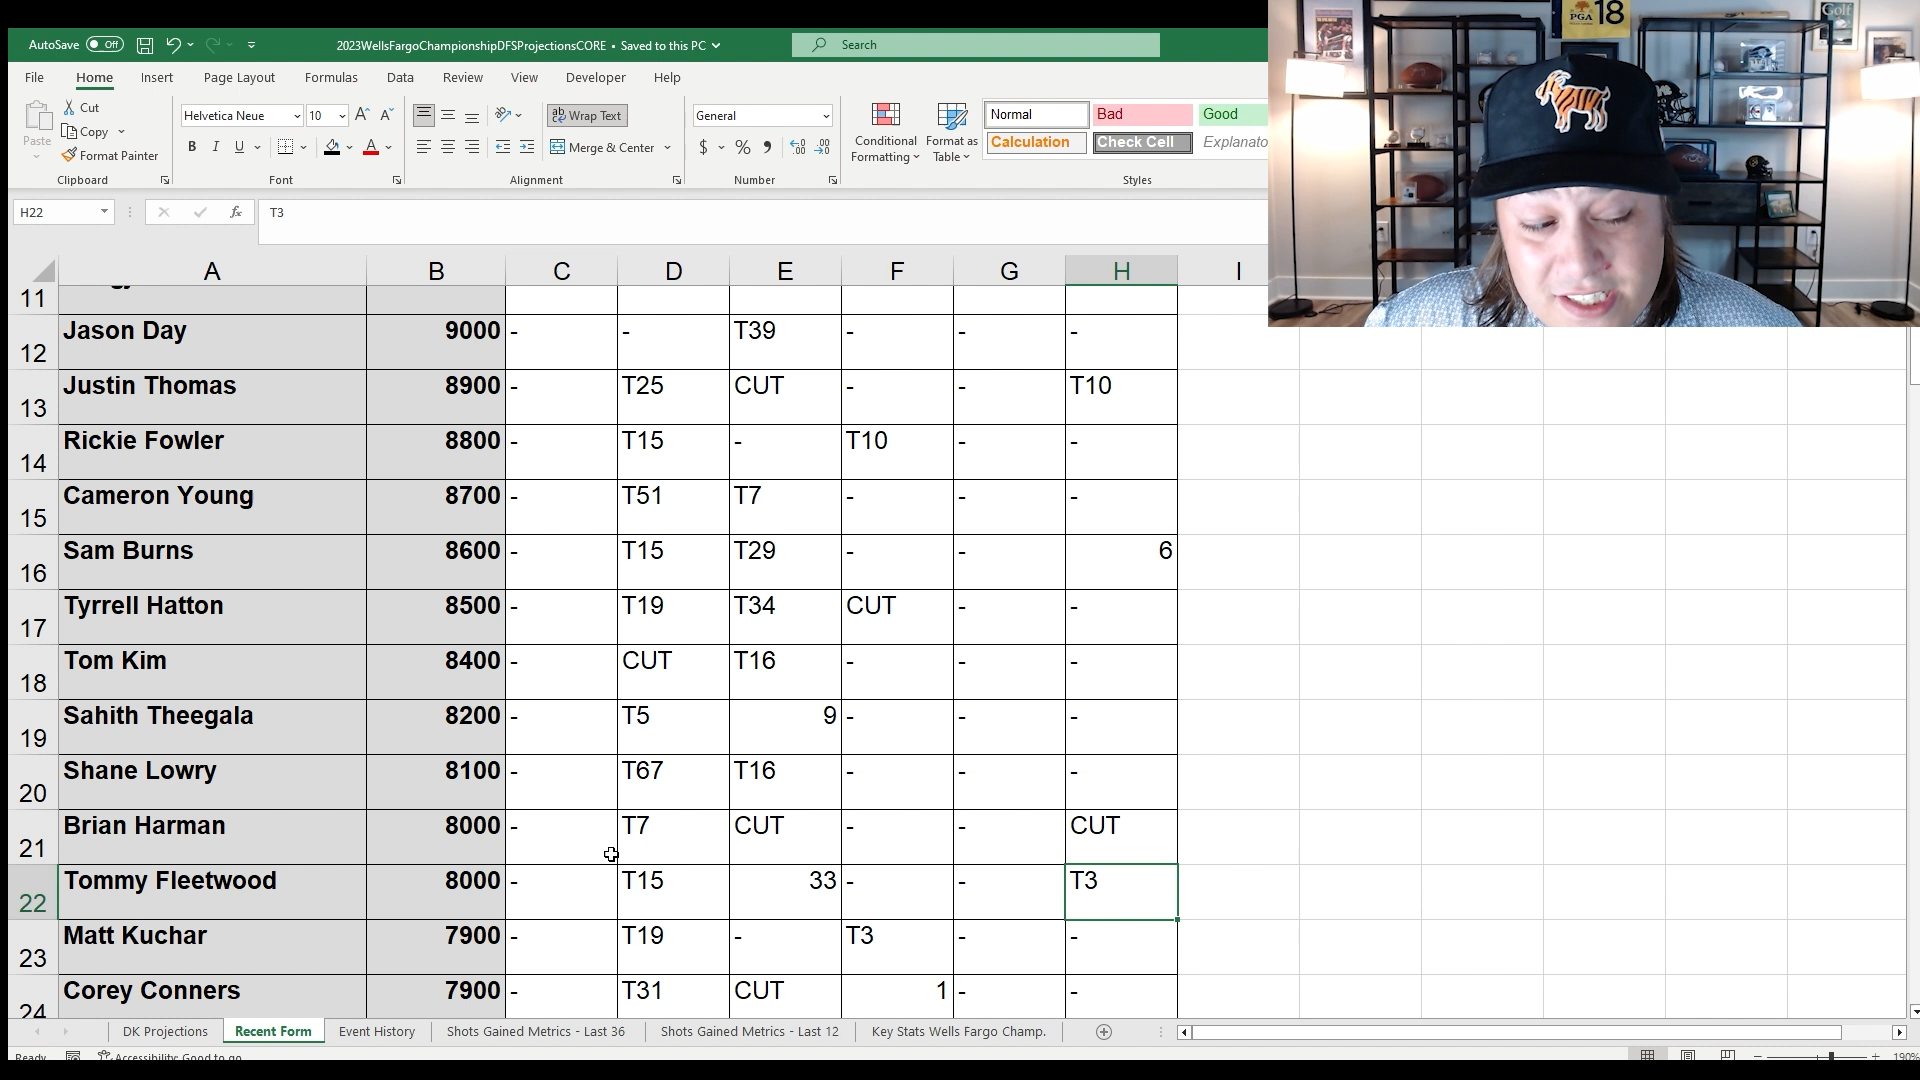 AutoSave Off 2023WellsFargoChampionshipDFSProjectionsCORE • Saved to this PC Search
PGA 18
Golf
File Home Insert Page Layout Formulas Data Review View Developer Help
Paste
Cut
Copy
Format Painter
Clipboard
Helvetica Neue 10
B I U
Font
ab Wrap Text
Merge & Center
Alignment
General
$ % ,
Number
Conditional Formatting
Format as Table
Normal Bad Good
Calculation Check Cell Explanato
Styles
H22 fx T3
A B C D E F G H I
11
12 Jason Day 9000 - - T39 - - -
13 Justin Thomas 8900 - T25 CUT - - T10
14 Rickie Fowler 8800 - T15 - T10 - -
15 Cameron Young 8700 - T51 T7 - - -
16 Sam Burns 8600 - T15 T29 - - 6
17 Tyrrell Hatton 8500 - T19 T34 CUT - -
18 Tom Kim 8400 - CUT T16 - - -
19 Sahith Theegala 8200 - T5 9 - - -
20 Shane Lowry 8100 - T67 T16 - - -
21 Brian Harman 8000 - T7 CUT - - CUT
22 Tommy Fleetwood 8000 - T15 33 - - T3
23 Matt Kuchar 7900 - T19 - T3 - -
24 Corey Conners 7900 - T31 CUT 1 - -
DK Projections Recent Form Event History Shots Gained Metrics - Last 36 Shots Gained Metrics - Last 12 Key Stats Wells Fargo Champ.
Ready Accessibility: Good to go 190%